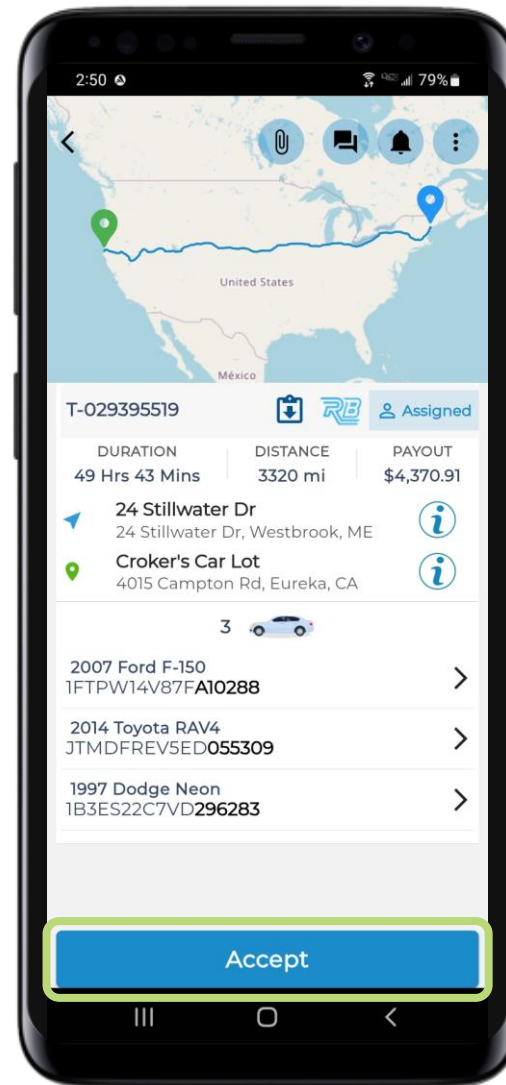 2:50 79%
United States
México
T-029395519 RB Assigned
DURATION DISTANCE PAYOUT
49 Hrs 43 Mins 3320 mi $4,370.91
24 Stillwater Dr
24 Stillwater Dr, Westbrook, ME
Croker's Car Lot
4015 Campton Rd, Eureka, CA
3
2007 Ford F-150
1FTPW14V87FA10288
2014 Toyota RAV4
JTMDFREV5ED055309
1997 Dodge Neon
1B3ES22C7VD296283
Accept